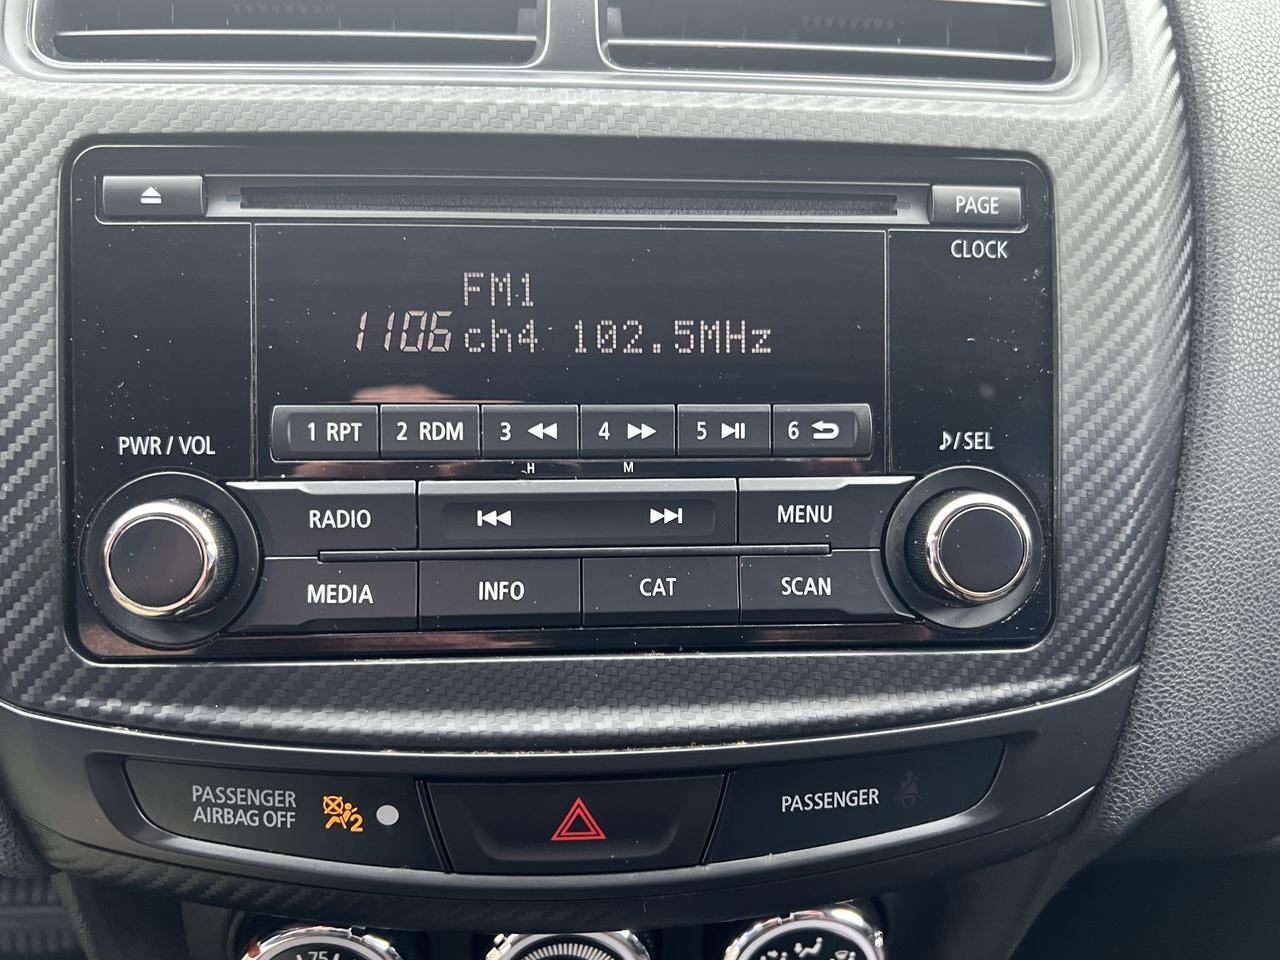 PAGE
CLOCK
FM1
1106 ch4 102.5MHz
1 RPT 2 RDM 3 4 5 6
H M
PWR / VOL
/ SEL
RADIO
MENU
MEDIA INFO CAT SCAN
PASSENGER
AIRBAG OFF
2
PASSENGER
75